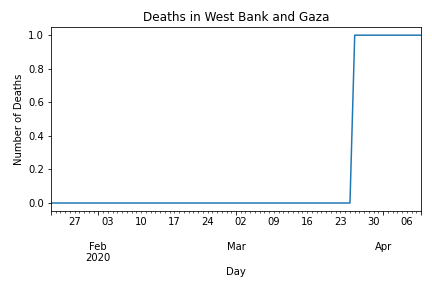 Deaths in West Bank and Gaza
Number of Deaths
1.0
0.8
0.6
0.4
0.2
0.0
27 03 10 17 24 02 09 16 23 30 06
Feb Mar Apr
2020
Day